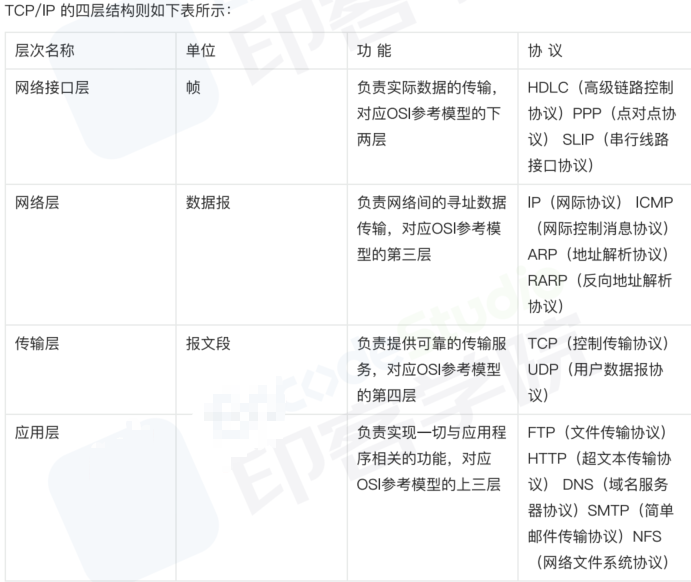 TCP/IP 的四层结构则如下表所示：
层次名称 单位 功 能 协 议
网络接口层 帧 负责实际数据的传输， HDLC（高级链路控制
对应OSI参考模型的下 协议）PPP（点对点协
两层 议） SLIP（串行线路
接口协议）
网络层 数据报 负责网络间的寻址数据 IP（网际协议） ICMP
传输，对应OSI参考模 （网际控制消息协议）
型的第三层 ARP（地址解析协议）
RARP（反向地址解析
协议）
传输层 报文段 负责提供可靠的传输服 TCP（控制传输协议）
务，对应OSI参考模型 UDP（用户数据报协
的第四层 议）
应用层 负责实现一切与应用程 FTP（文件传输协议）
序相关的功能，对应 HTTP（超文本传输协
OSI参考模型的上三层 议） DNS（域名服务
器协议）SMTP（简单
邮件传输协议）NFS
（网络文件系统协议）
印客学院
印客学院